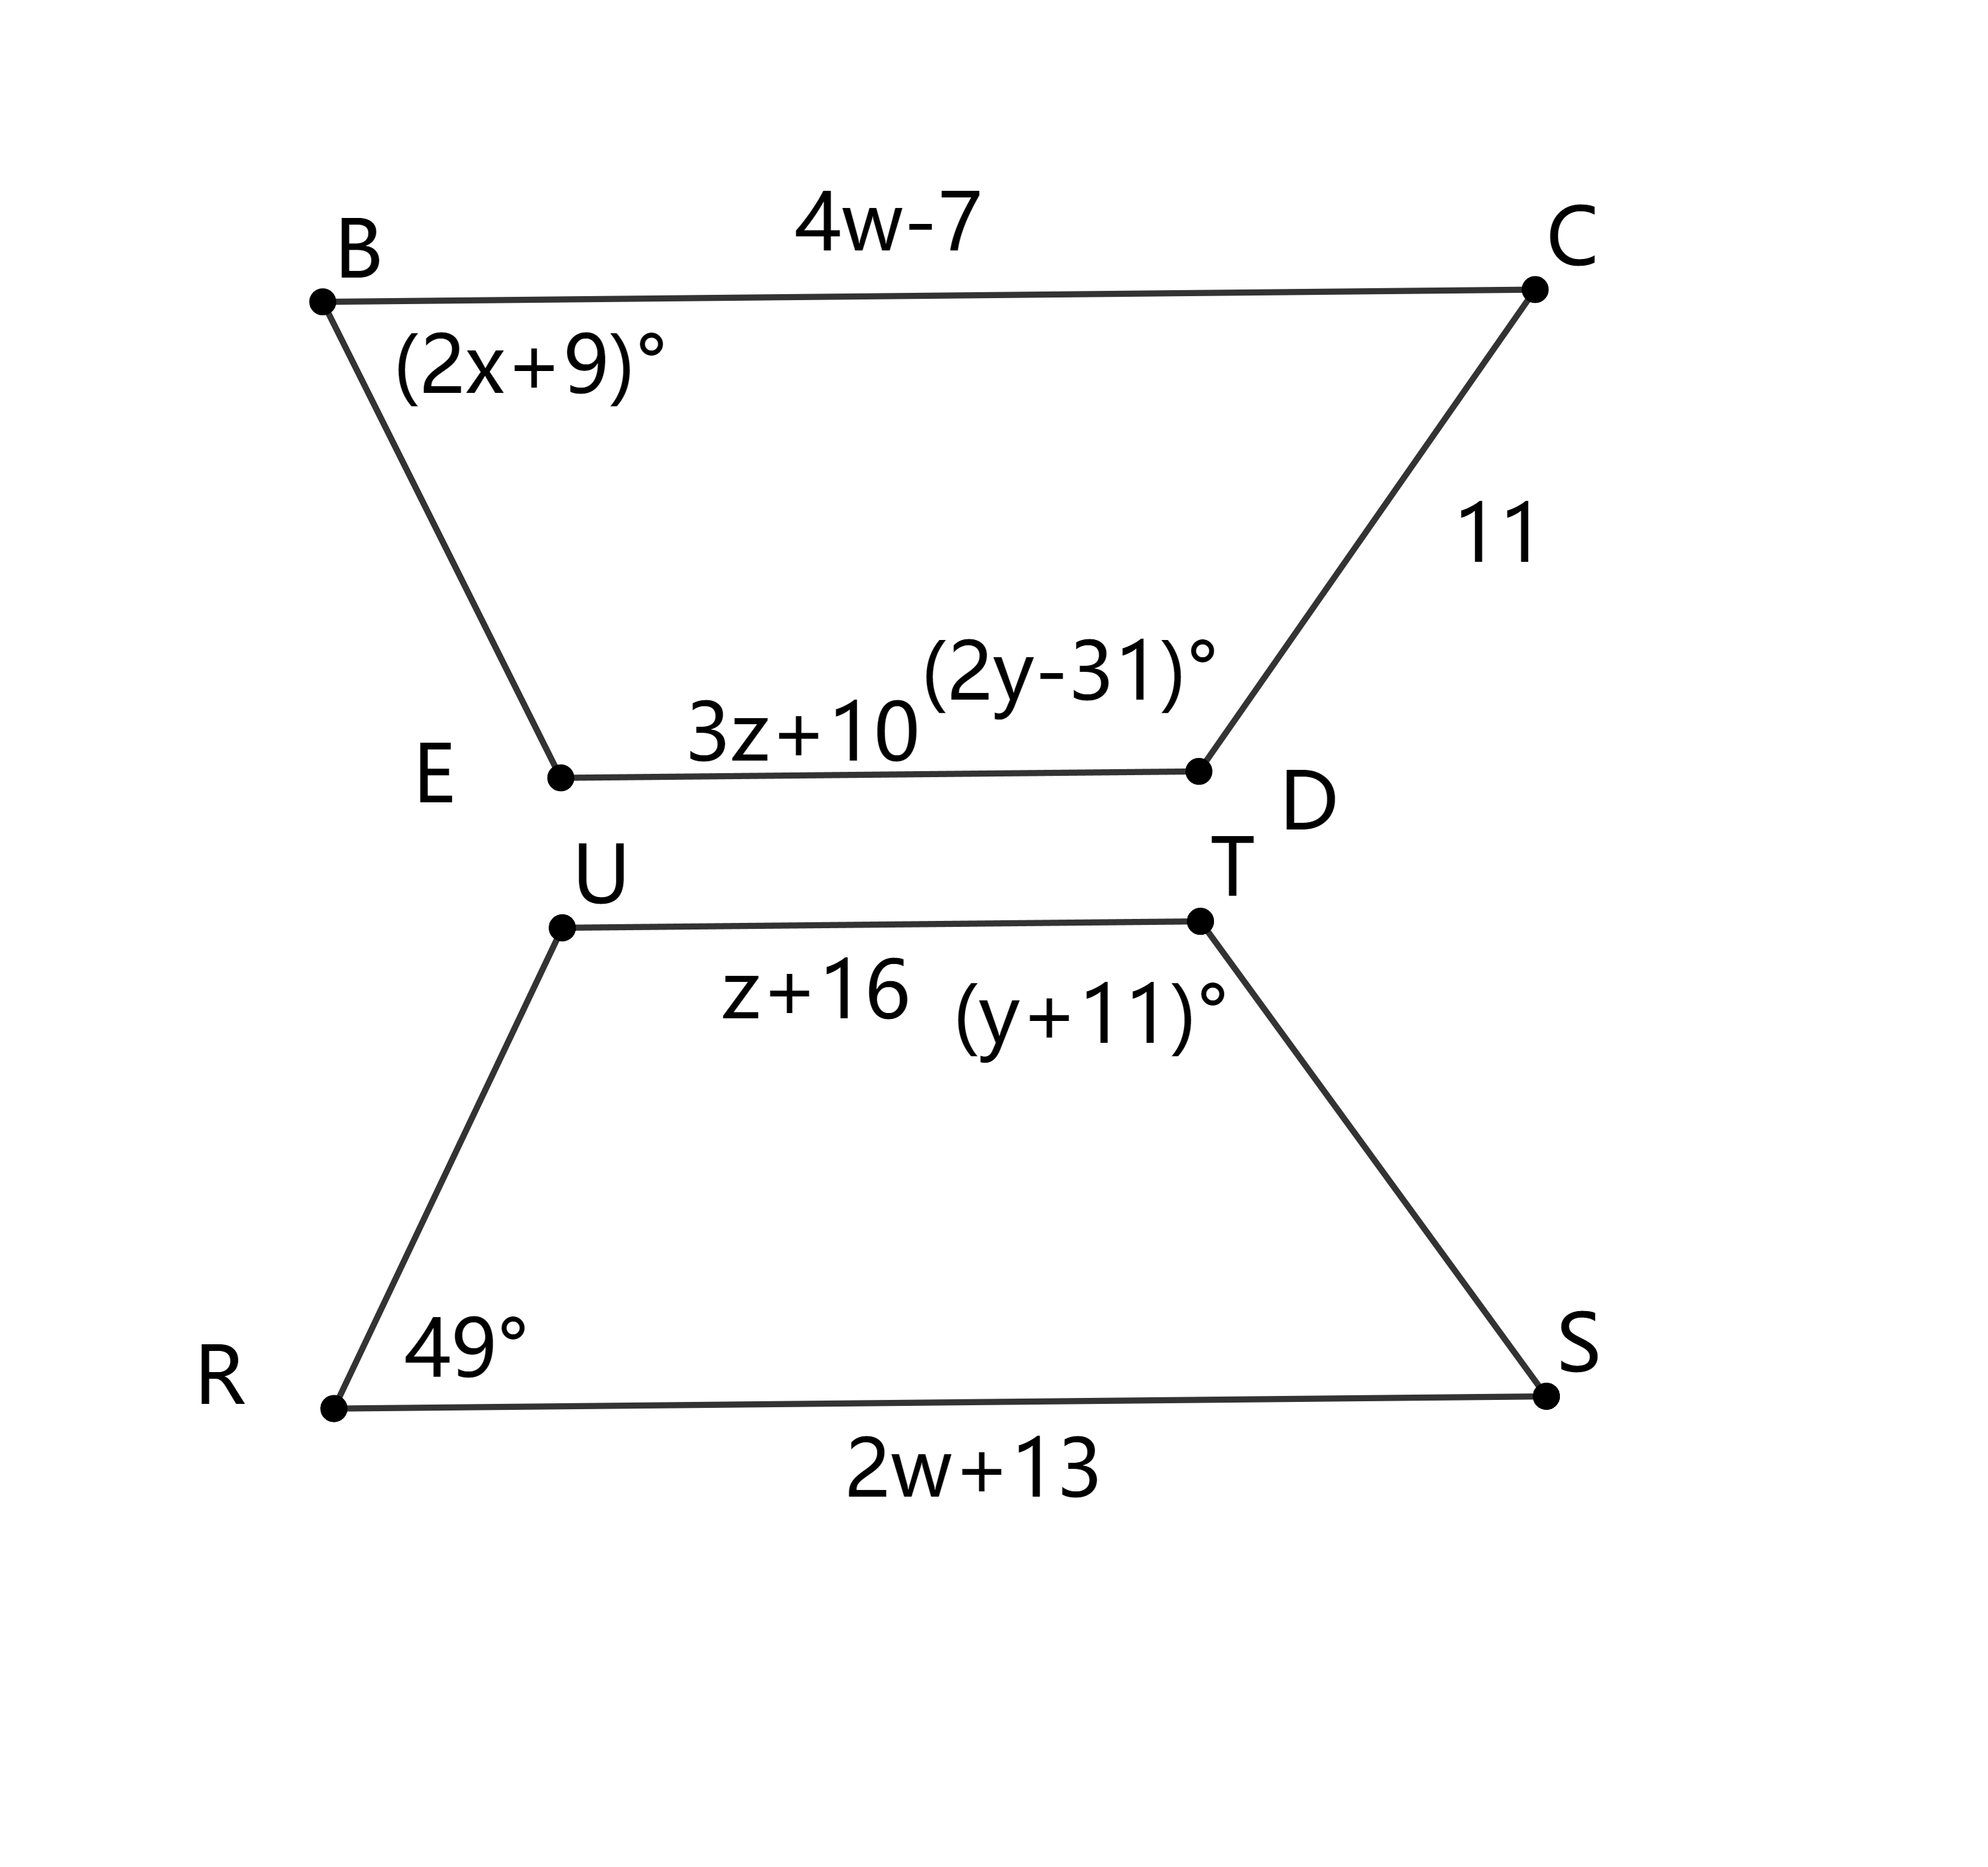 4w-7
B
C
(2x+9)°
11
(2y-31)°
3z+10
E
D
U
T
z+16
(y+11)°
49°
R
S
2w+13